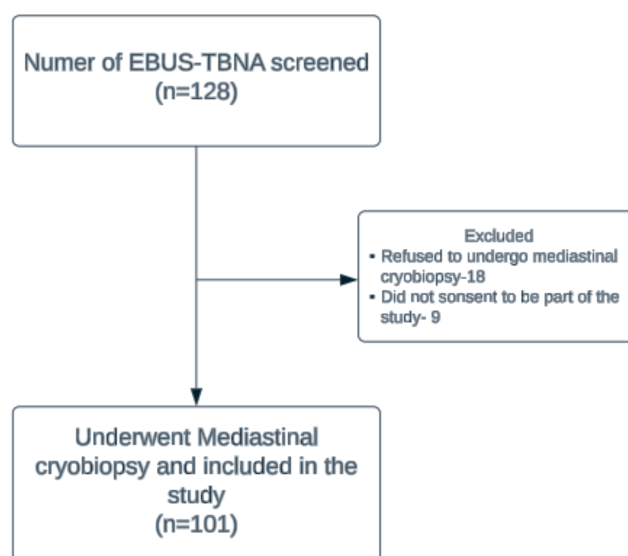 Numer of EBUS-TBNA screened
(n=128)
Excluded
▪ Refused to undergo mediastinal
cryobiopsy-18
▪ Did not sonsent to be part of the
study- 9
Underwent Mediastinal
cryobiopsy and included in the
study
(n=101)